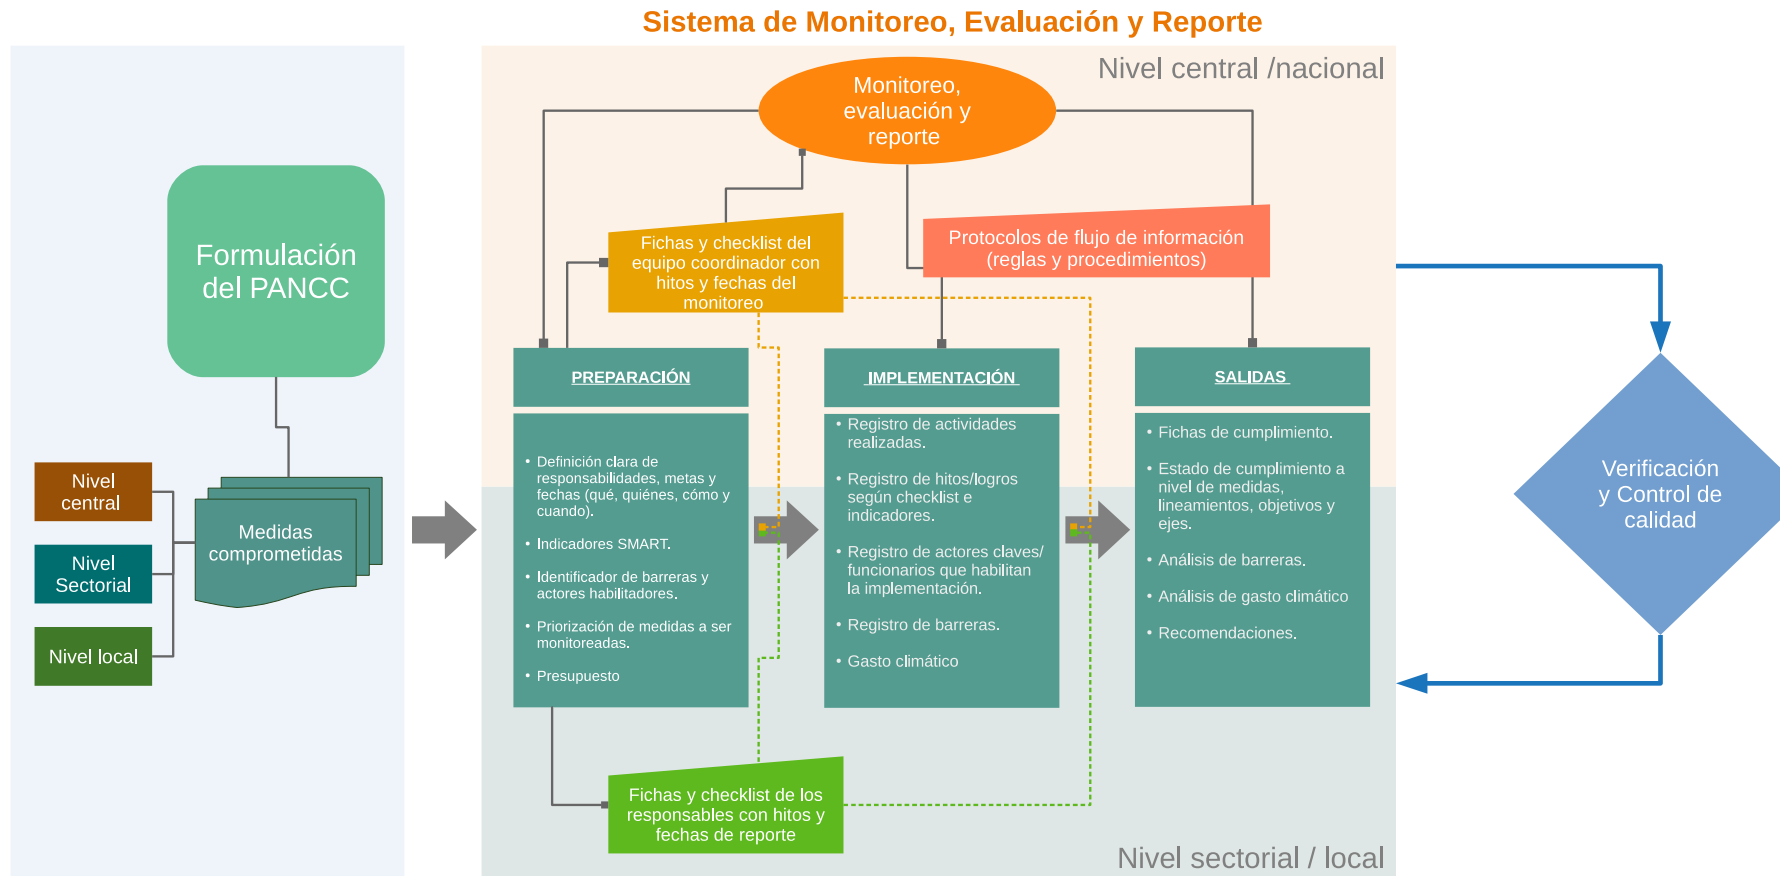 Sistema de Monitoreo, Evaluación y Reporte
Nivel central /nacional
Monitoreo,
evaluación y
reporte
Formulación
del PANCC
Fichas y checklist del
equipo coordinador con
hitos y fechas del
monitoreo
Protocolos de flujo de información
(reglas y procedimientos)
Nivel
central
Nivel
Sectorial
Nivel local
Medidas
comprometidas
PREPARACIÓN
• Definición clara de
responsabilidades, metas y
fechas (qué, quiénes, cómo y
cuando).
• Indicadores SMART.
• Identificador de barreras y
actores habilitadores.
• Priorización de medidas a ser
monitoreadas.
• Presupuesto
IMPLEMENTACIÓN
• Registro de actividades
realizadas.
• Registro de hitos/logros
según checklist e
indicadores.
• Registro de actores claves/
funcionarios que habilitan
la implementación.
• Registro de barreras.
• Gasto climático
SALIDAS
• Fichas de cumplimiento.
• Estado de cumplimiento a
nivel de medidas,
lineamientos, objetivos y
ejes.
• Análisis de barreras.
• Análisis de gasto climático
• Recomendaciones.
Verificación
y Control de
calidad
Fichas y checklist de los
responsables con hitos y
fechas de reporte
Nivel sectorial / local